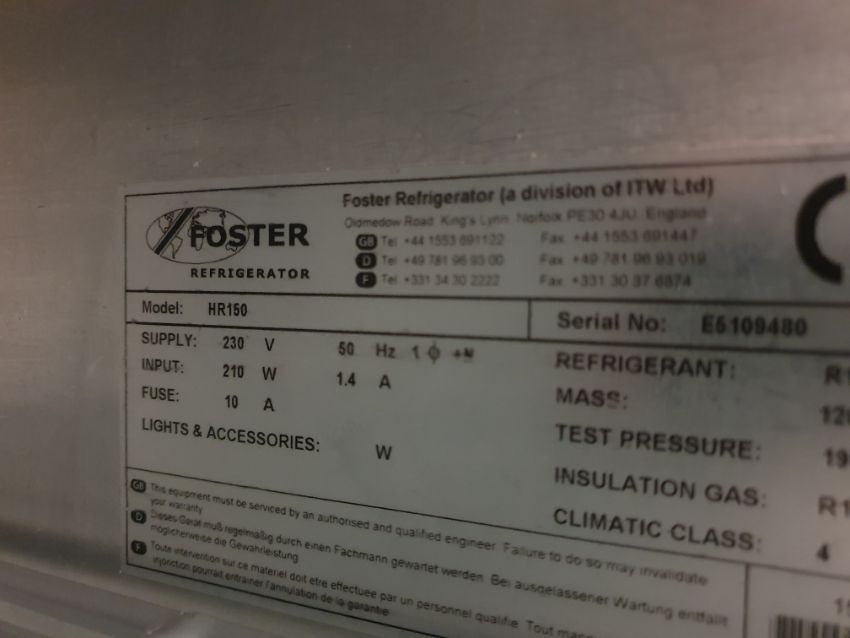 FOSTER
REFRIGERATOR
Foster Refrigerator (a division of ITW Ltd)
Oldmedow Road, King's Lynn, Norfolk PE30 4JU, England
GB Tel +44 1553 691122 Fax +44 1553 691447
D Tel +49 781 96 93 00 Fax +49 781 96 93 019
F Tel +331 34 30 2222 Fax +331 30 37 6874
Model: HR150
Serial No: E5109480
SUPPLY: 230 V 50 Hz 1 ϕ +N
INPUT: 210 W 1.4 A
FUSE: 10 A
LIGHTS & ACCESSORIES: W
REFRIGERANT: R1
MASS: 120
TEST PRESSURE: 19
INSULATION GAS: R1
CLIMATIC CLASS: 4
GB This equipment must be serviced by an authorised and qualified engineer. Failure to do so may invalidate
your warranty
D Dieses Gerät muß regelmäßig durch einen Fachmann gewartet werden. Bei ausgelassener Wartung entfällt
möglicherweise die Gewährleistung
F Toute intervention sur ce materiel doit etre effectuee par un personnel qualifie. Tout
injonction pourrait entrainer l'annulation de la garantie